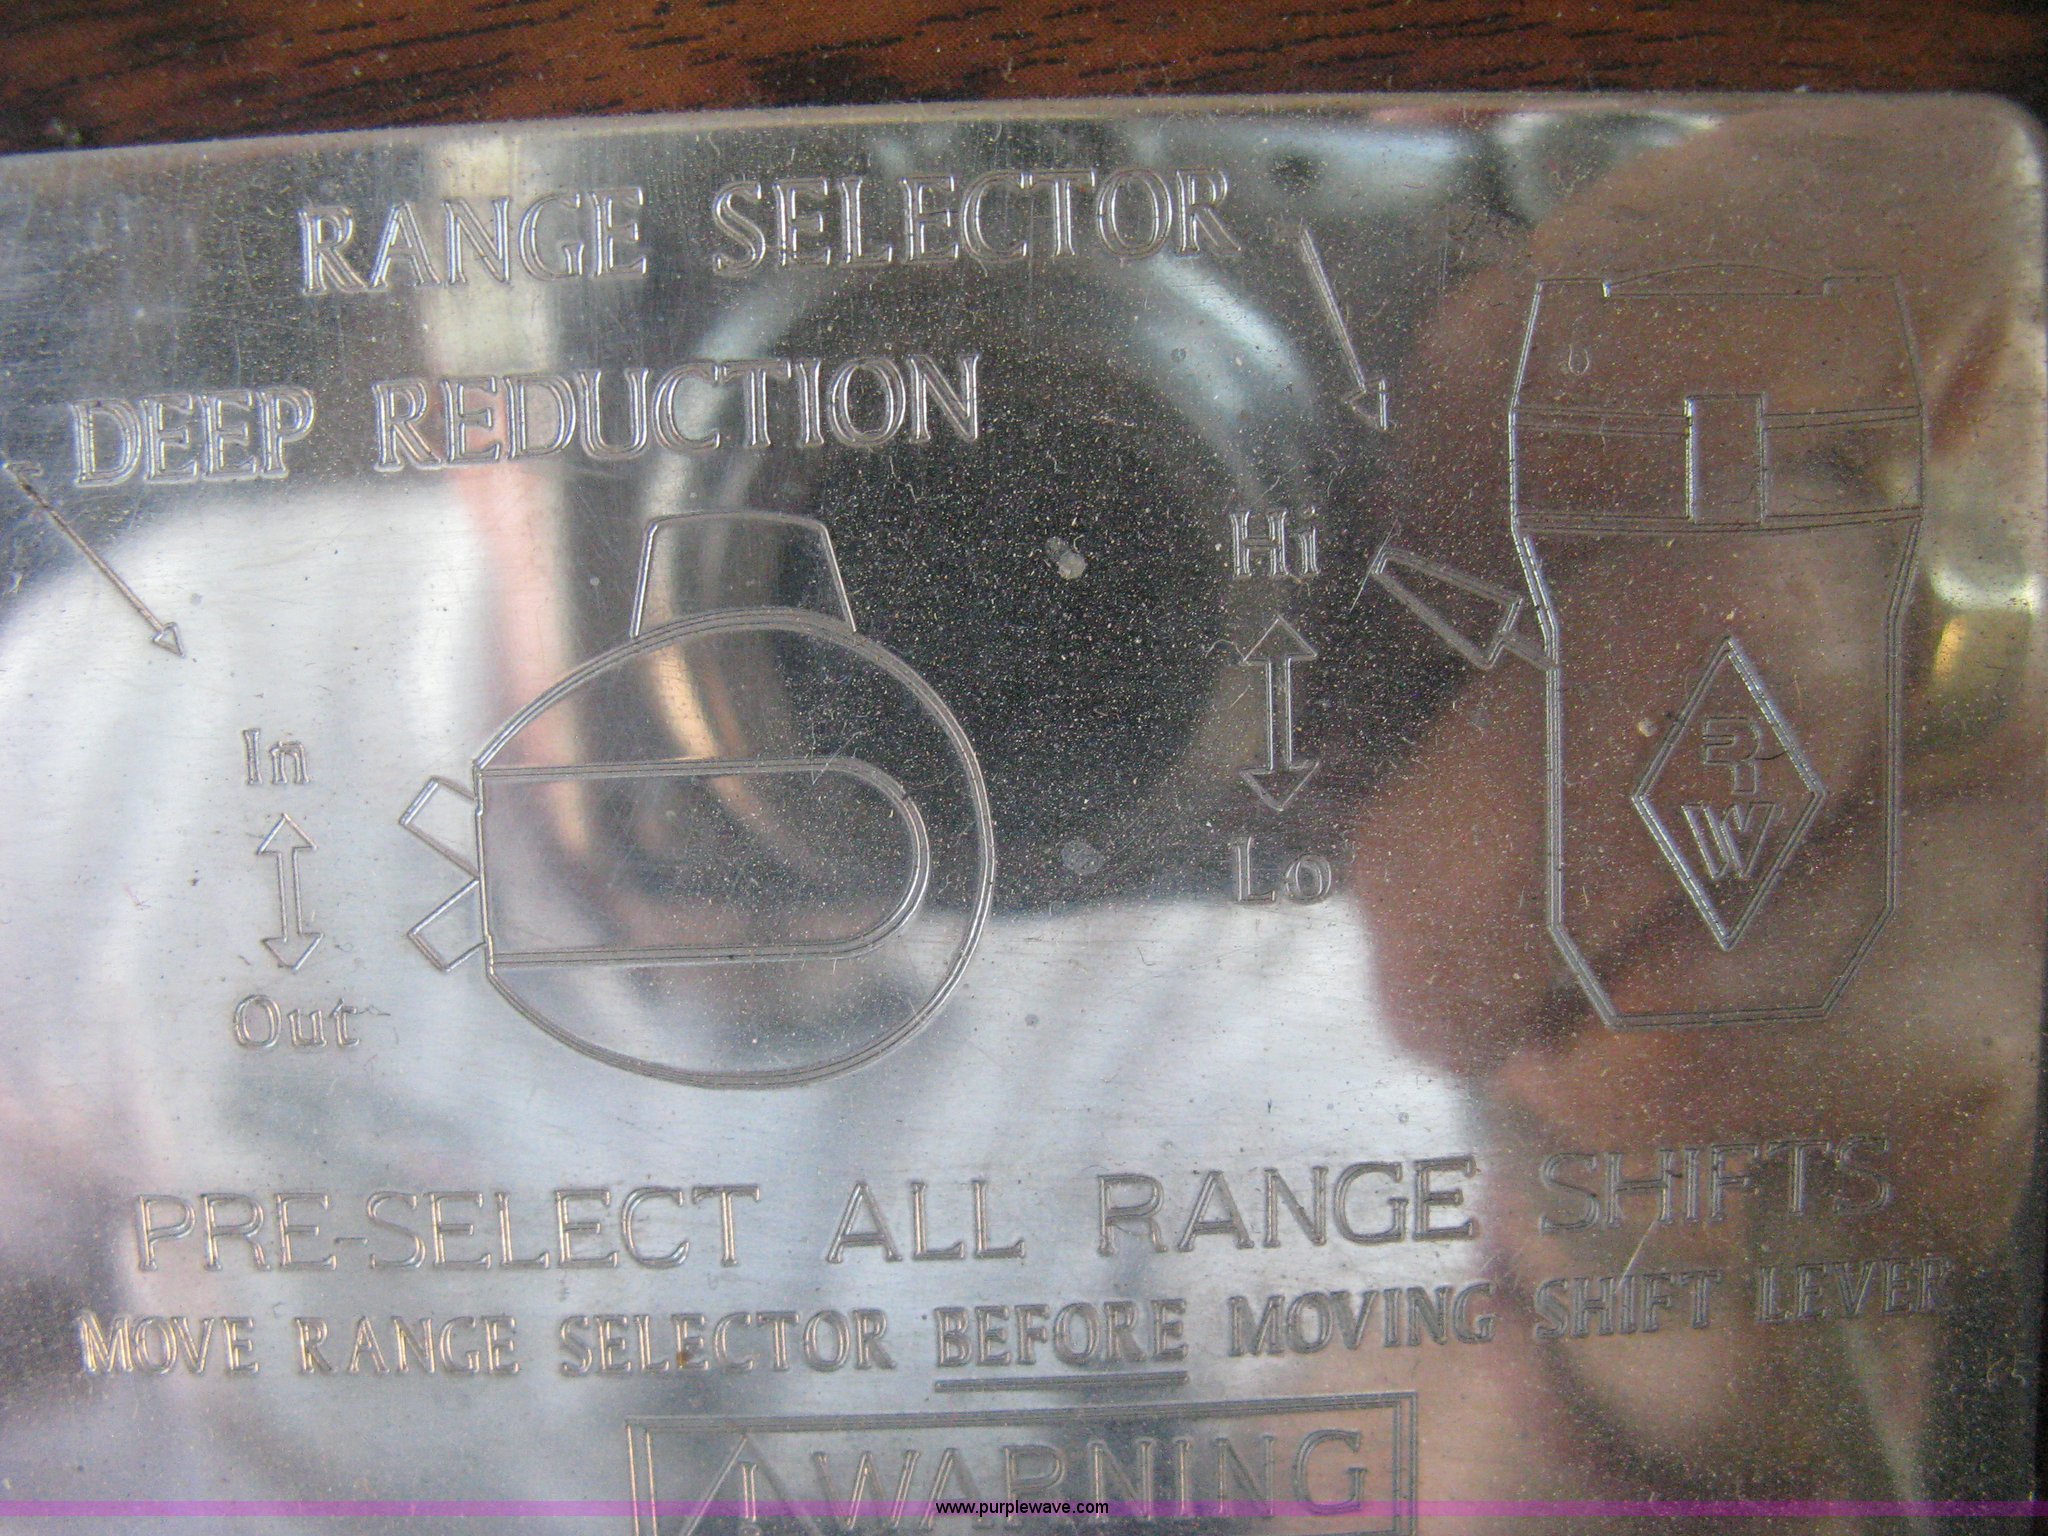 RANGE SELECTOR
DEEP REDUCTION
Hi
In
RW
Lo
Out
PRE-SELECT ALL RANGE SHIFTS
MOVE RANGE SELECTOR BEFORE MOVING SHIFT LEVER
WARNING
www.purplewave.com